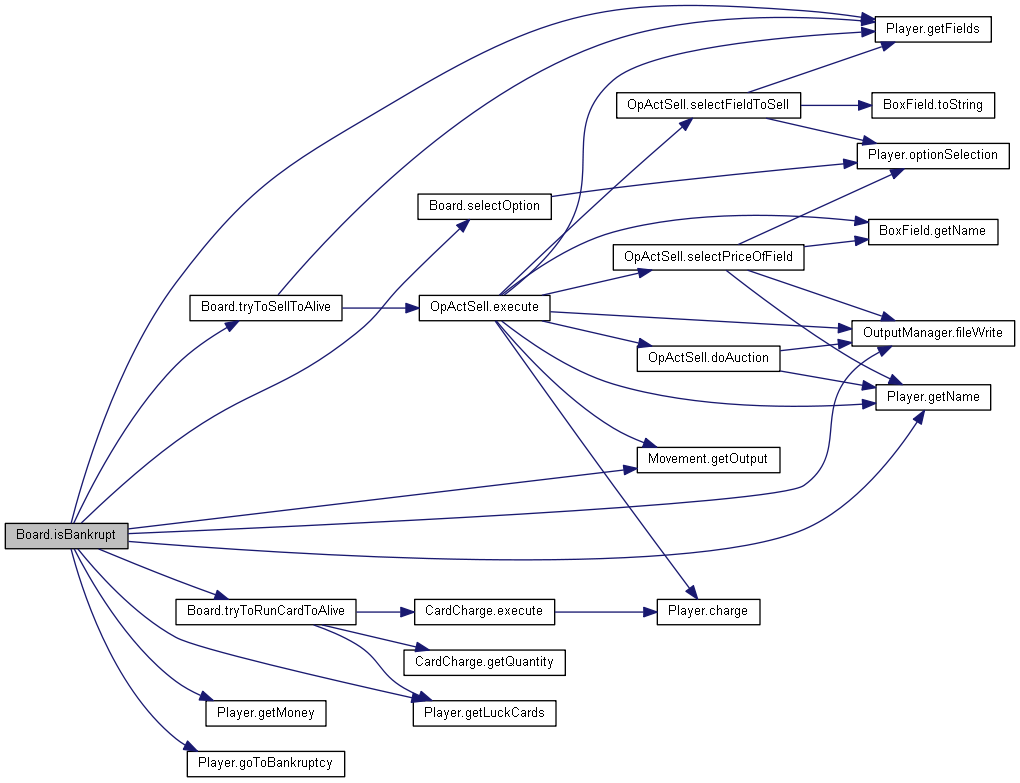 Player.getFields
OpActSell.selectFieldToSell
BoxField.toString
Player.optionSelection
Board.selectOption
BoxField.getName
OpActSell.selectPriceOfField
Board.tryToSellToAlive
OpActSell.execute
OutputManager.fileWrite
OpActSell.doAuction
Player.getName
Movement.getOutput
Board.isBankrupt
Board.tryToRunCardToAlive
CardCharge.execute
Player.charge
CardCharge.getQuantity
Player.getMoney
Player.getLuckCards
Player.goToBankruptcy